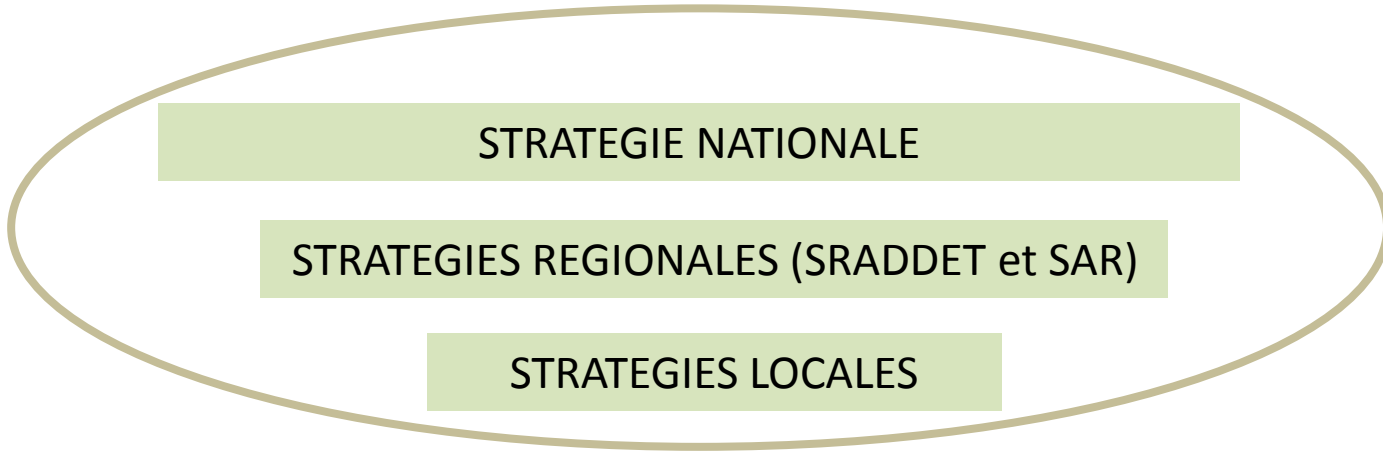 STRATEGIE NATIONALE
STRATEGIES REGIONALES (SRADDET et SAR)
STRATEGIES LOCALES